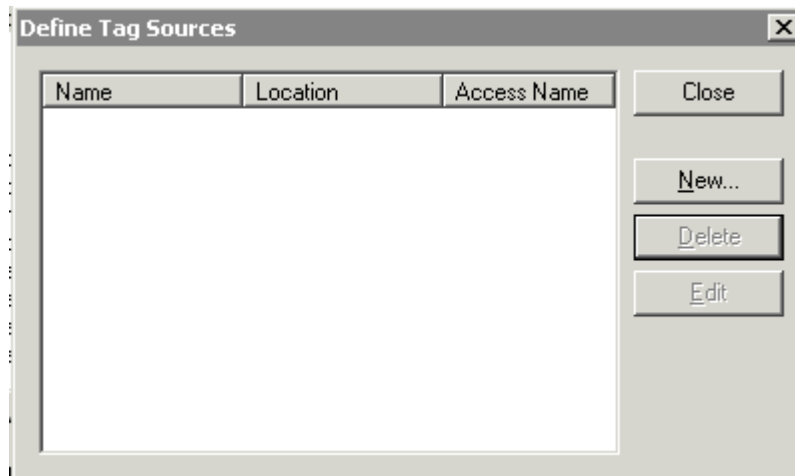 Define Tag Sources
Name Location Access Name
Close
New...
Delete
Edit